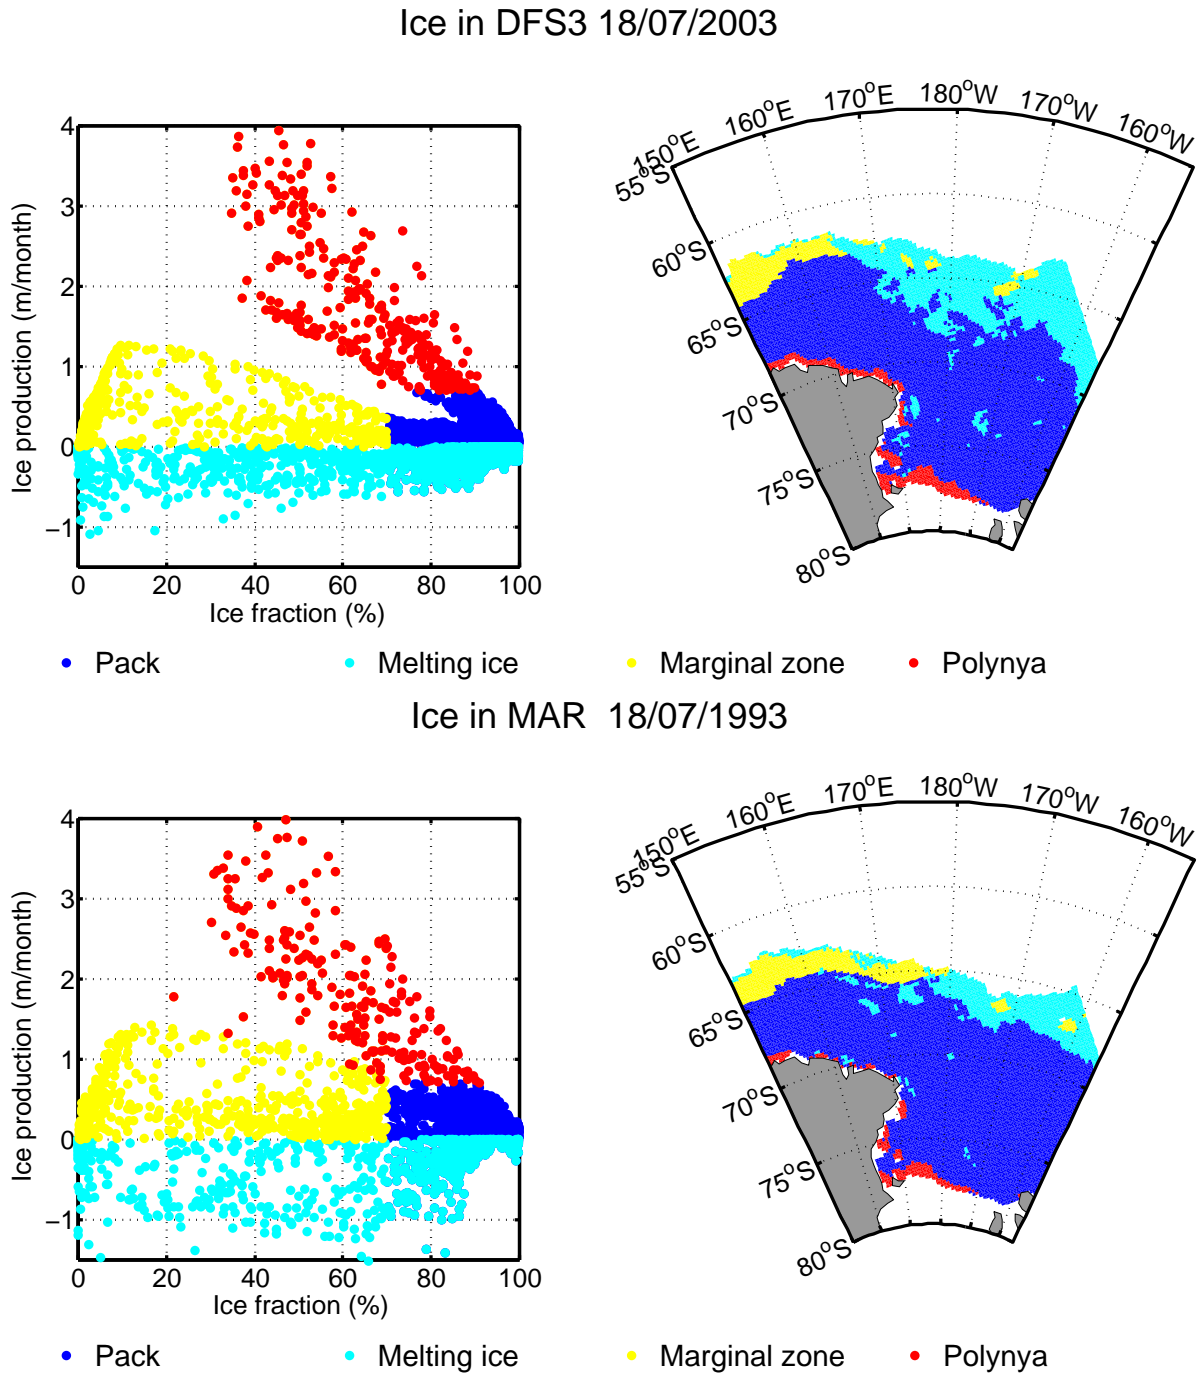 Ice in DFS3 18/07/2003
4
3
2
1
0
−1
Ice production (m/month)
0 20 40 60 80 100
Ice fraction (%)
150°E 160°E 170°E 180°W 170°W 160°W
55°S
60°S
65°S
70°S
75°S
80°S
Pack Melting ice Marginal zone Polynya
Ice in MAR 18/07/1993
4
3
2
1
0
−1
Ice production (m/month)
0 20 40 60 80 100
Ice fraction (%)
150°E 160°E 170°E 180°W 170°W 160°W
55°S
60°S
65°S
70°S
75°S
80°S
Pack Melting ice Marginal zone Polynya